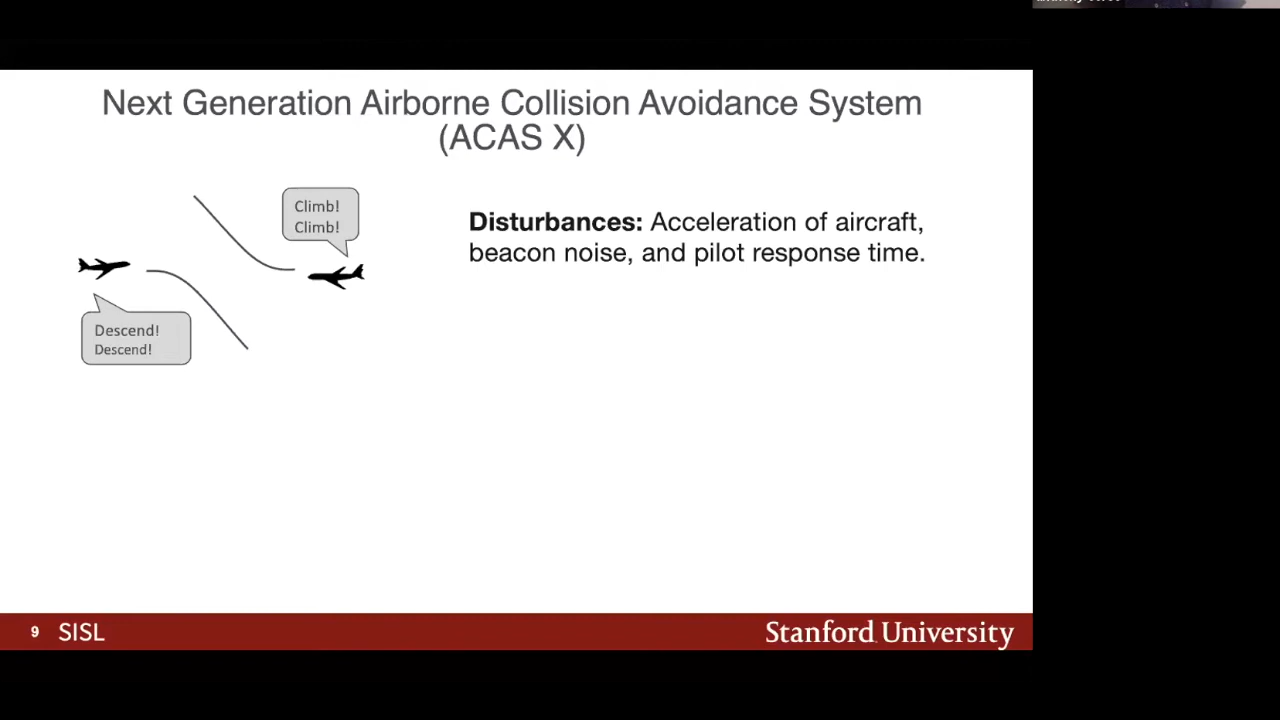 Next Generation Airborne Collision Avoidance System
(ACAS X)
Climb!
Climb!
Disturbances: Acceleration of aircraft,
beacon noise, and pilot response time.
Descend!
Descend!
9 SISL
Stanford University